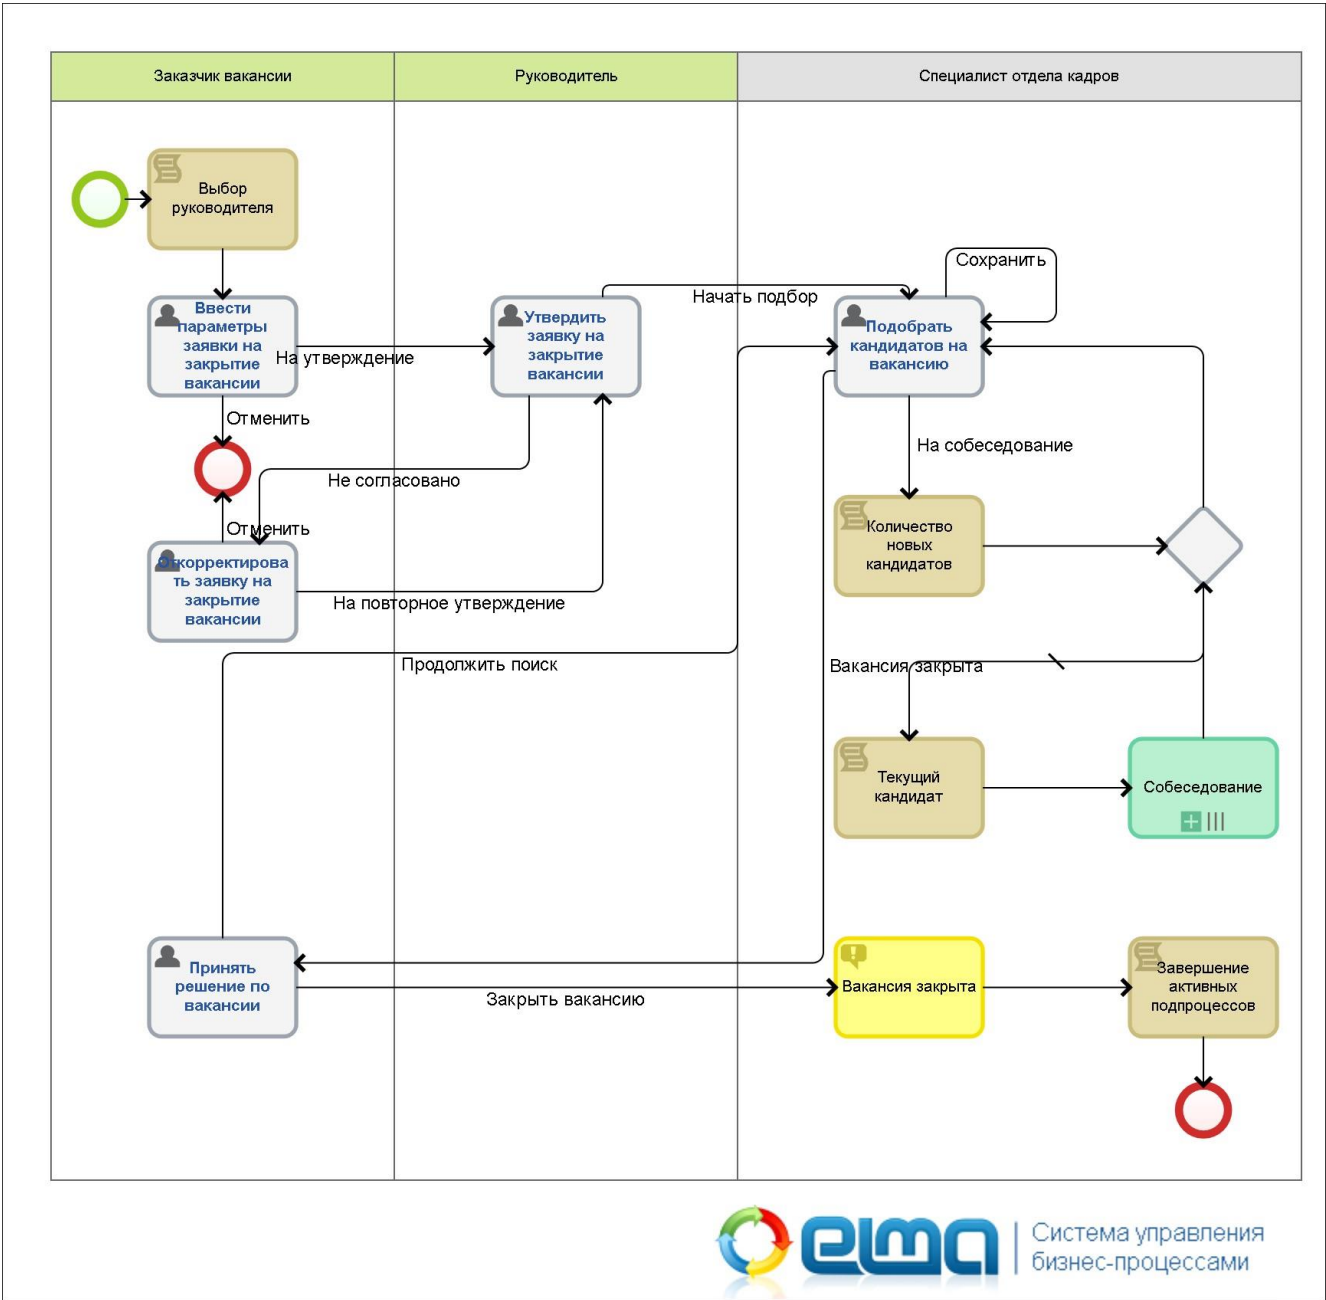 Заказчик вакансии
Руководитель
Специалист отдела кадров
Выбор
руководителя
Сохранить
Начать подбор
Ввести
параметры
заявки на
закрытие
вакансии
На утверждение
Утвердить
заявку на
закрытие
вакансии
Подобрать
кандидатов на
вакансию
Отменить
На собеседование
Не согласовано
Отменить
Откорректирова
ть заявку на
закрытие
вакансии
На повторное утверждение
Количество
новых
кандидатов
Продолжить поиск
Вакансия закрыта
Текущий
кандидат
Собеседование
Принять
решение по
вакансии
Закрыть вакансию
Вакансия закрыта
Завершение
активных
подпроцессов
elma
Система управления
бизнес-процессами